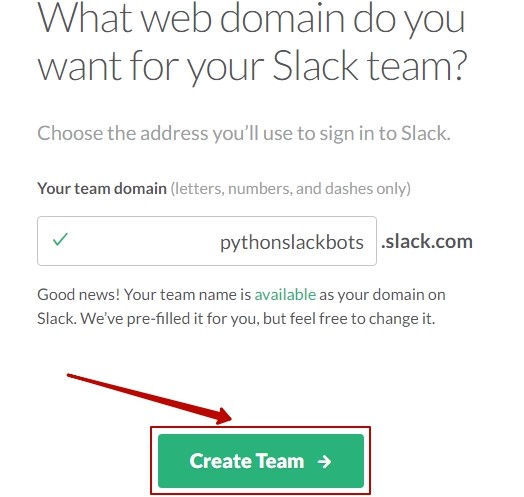 What web domain do you
want for your Slack team?
Choose the address you’ll use to sign in to Slack.
Your team domain (letters, numbers, and dashes only)
pythonslackbots .slack.com
Good news! Your team name is available as your domain on
Slack. We’ve pre-filled it for you, but feel free to change it.
Create Team →